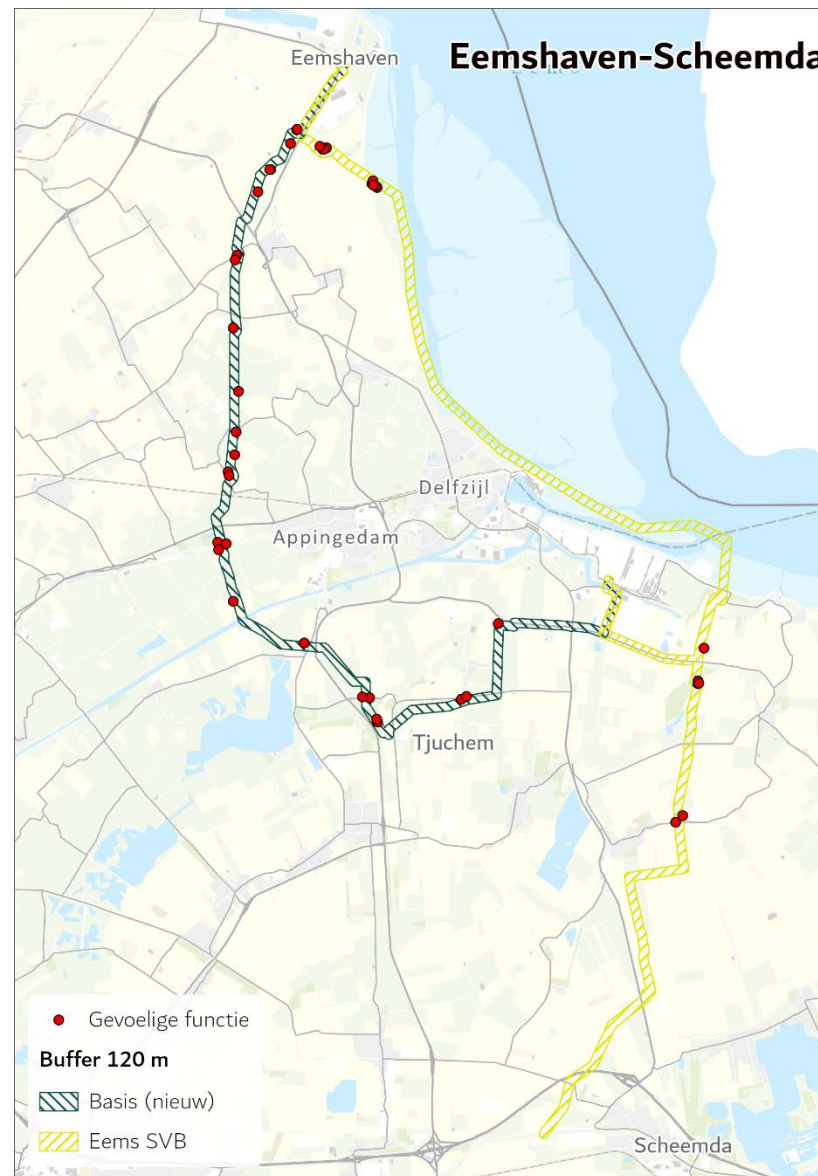 Eemshaven
Eemshaven-Scheemda
Delfzijl
Appingedam
Tjuchem
Gevoelige functie
Buffer 120 m
Basis (nieuw)
Eems SVB
Scheemda